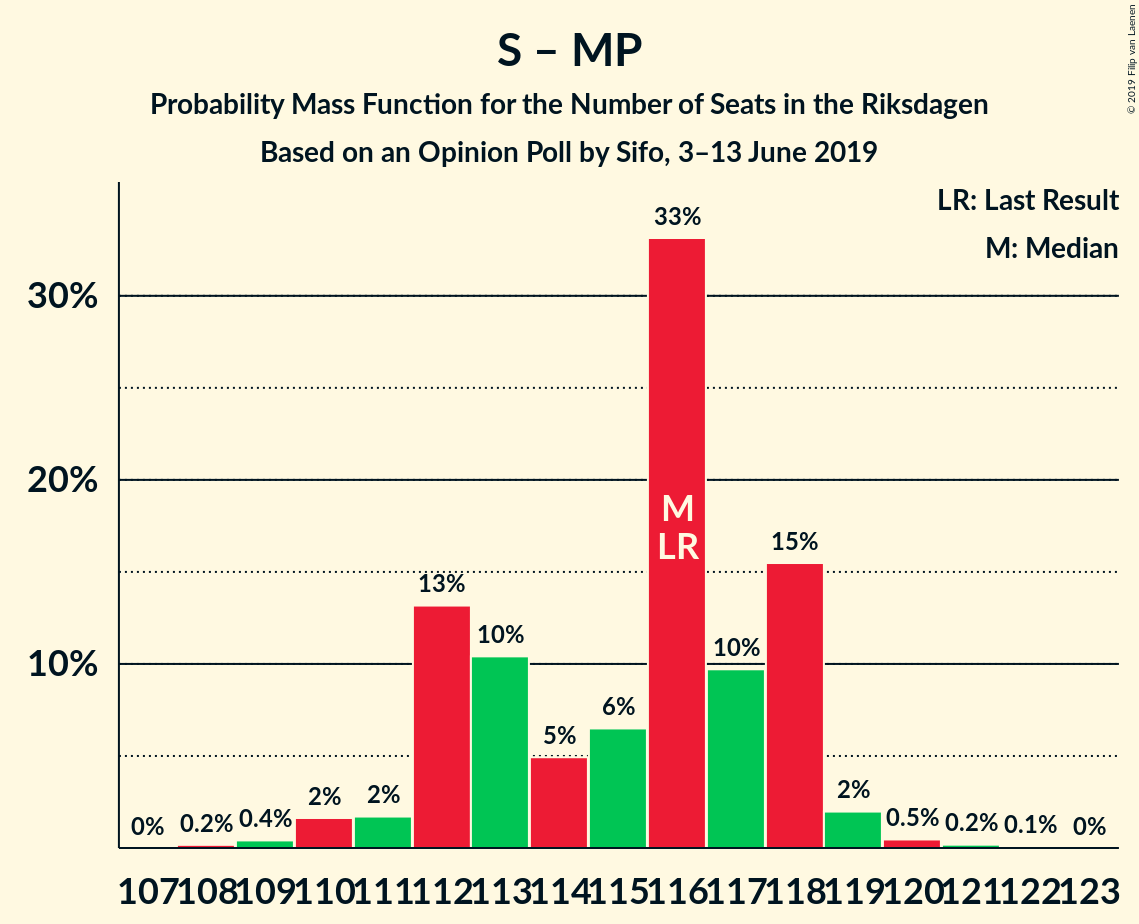 S – MP
Probability Mass Function for the Number of Seats in the Riksdagen
Based on an Opinion Poll by Sifo, 3–13 June 2019
© 2019 Filip van Laenen
LR: Last Result
M: Median
30%
20%
10%
0% 0.2% 0.4% 2% 2% 13% 10% 5% 6% 33% 10% 15% 2% 0.5% 0.2% 0.1% 0%
M
LR
107 108 109 110 111 112 113 114 115 116 117 118 119 120 121 122 123